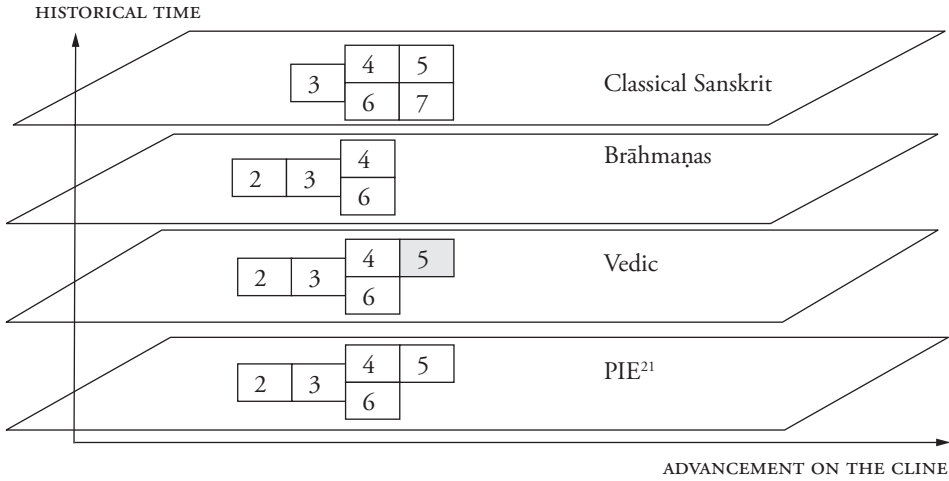 HISTORICAL TIME
4 5
3
6 7
Classical Sanskrit
Brāhmaṇas
4
2 3
6
4 5
Vedic
2 3
6
4 5
PIE²¹
2 3
6
ADVANCEMENT ON THE CLINE